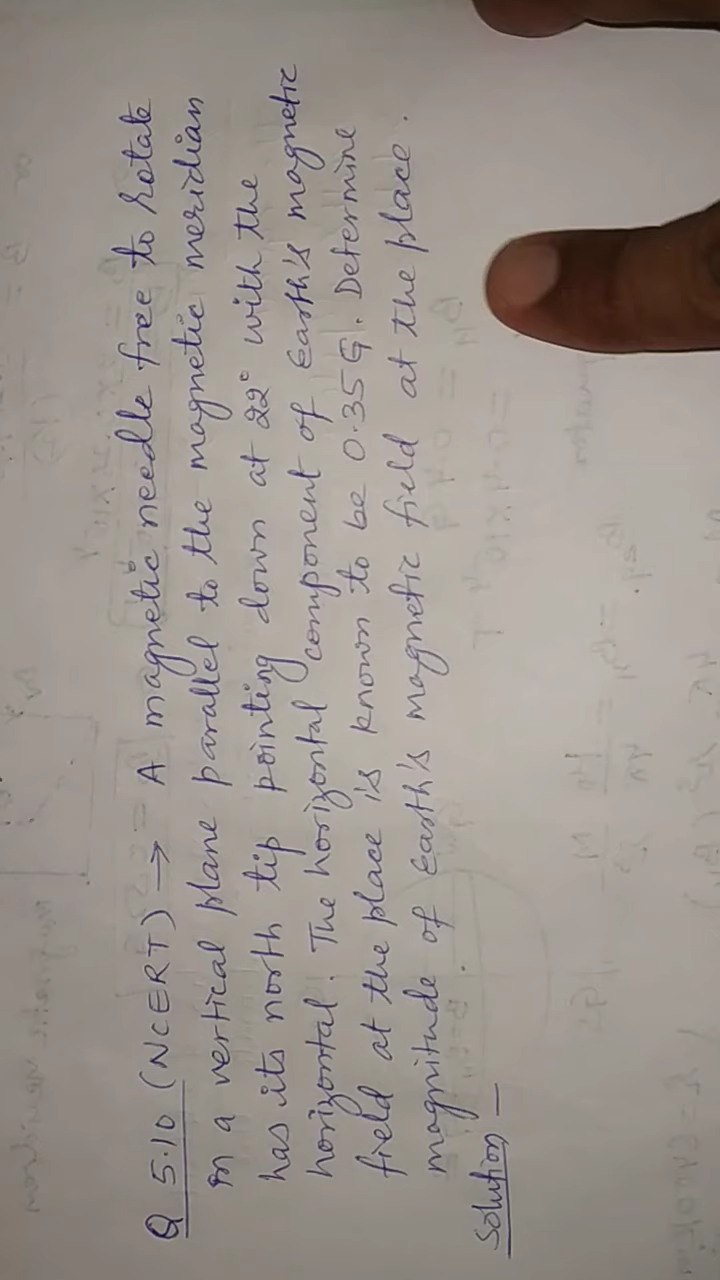 Q 5.10 (NCERT) → A magnetic needle free to rotate
in a vertical plane parallel to the magnetic meridian
has its north tip pointing down at 22° with the
horizontal. The horizontal component of Earth's magnetic
field at the place is known to be 0.35 G. Determine
magnitude of Earth's magnetic field at the place.
Solution –